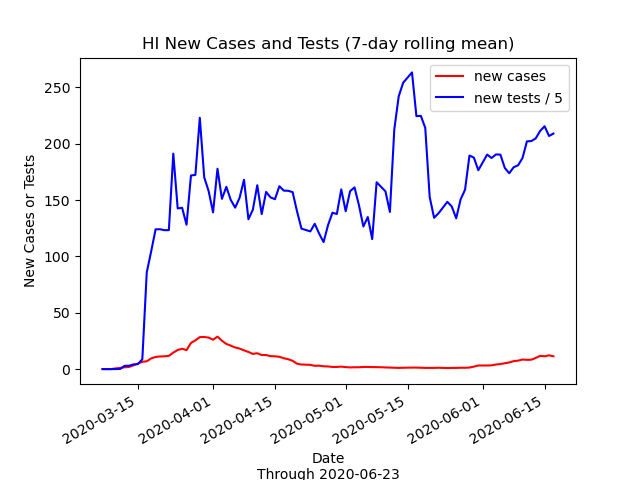 HI New Cases and Tests (7-day rolling mean)
new cases
new tests / 5
New Cases or Tests
250
200
150
100
50
0
2020-03-15
2020-04-01
2020-04-15
2020-05-01
2020-05-15
2020-06-01
2020-06-15
Date
Through 2020-06-23